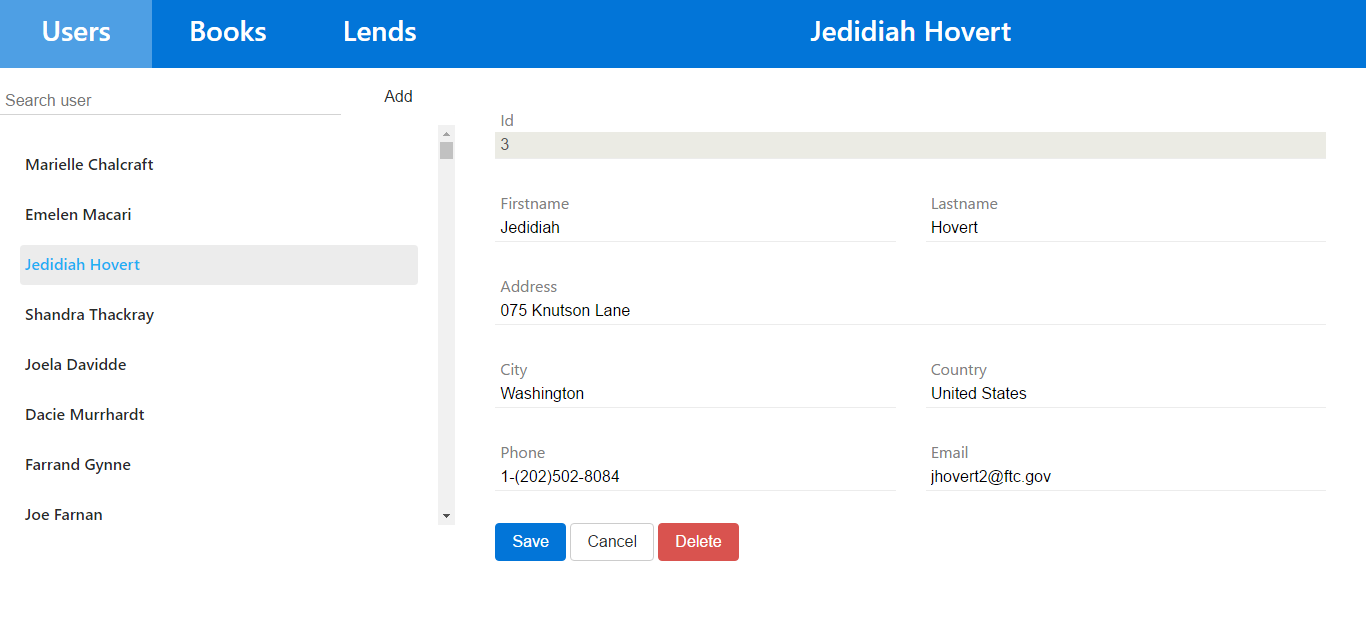 Users Books Lends Jedidiah Hovert
Search user
Add
Marielle Chalcraft
Emelen Macari
Jedidiah Hovert
Shandra Thackray
Joela Davidde
Dacie Murrhardt
Farrand Gynne
Joe Farnan
Id
3
Firstname Lastname
Jedidiah Hovert
Address
075 Knutson Lane
City Country
Washington United States
Phone Email
1-(202)502-8084 jhovert2@ftc.gov
Save Cancel Delete